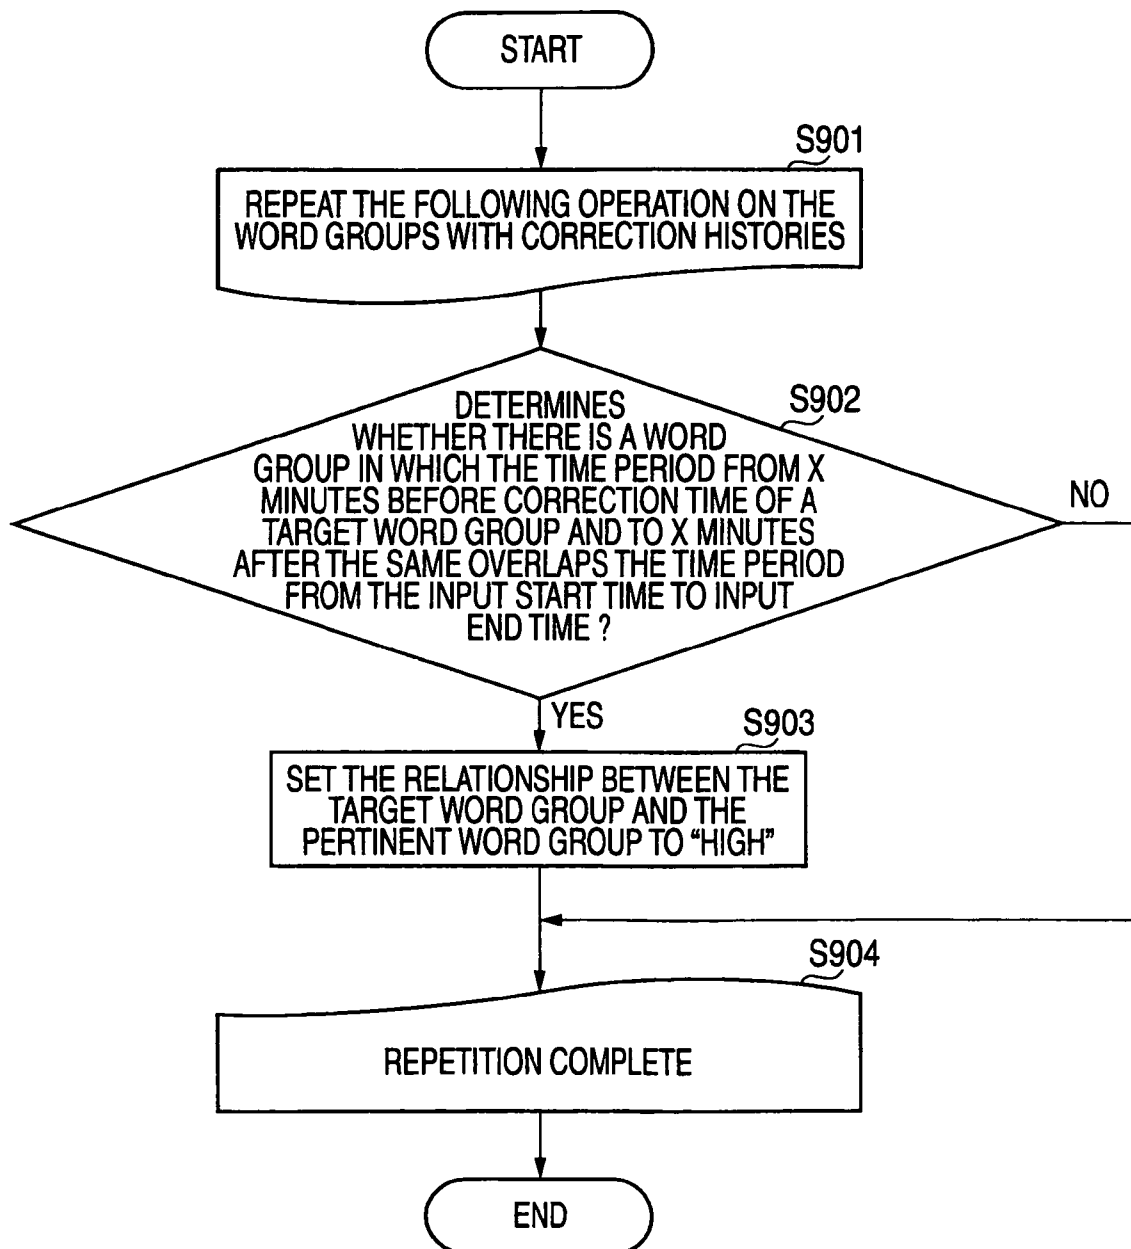 START
S901
REPEAT THE FOLLOWING OPERATION ON THE
WORD GROUPS WITH CORRECTION HISTORIES
S902
DETERMINES
WHETHER THERE IS A WORD
GROUP IN WHICH THE TIME PERIOD FROM X
MINUTES BEFORE CORRECTION TIME OF A
TARGET WORD GROUP AND TO X MINUTES
AFTER THE SAME OVERLAPS THE TIME PERIOD
FROM THE INPUT START TIME TO INPUT
END TIME ?
NO
YES
S903
SET THE RELATIONSHIP BETWEEN THE
TARGET WORD GROUP AND THE
PERTINENT WORD GROUP TO “HIGH”
S904
REPETITION COMPLETE
END